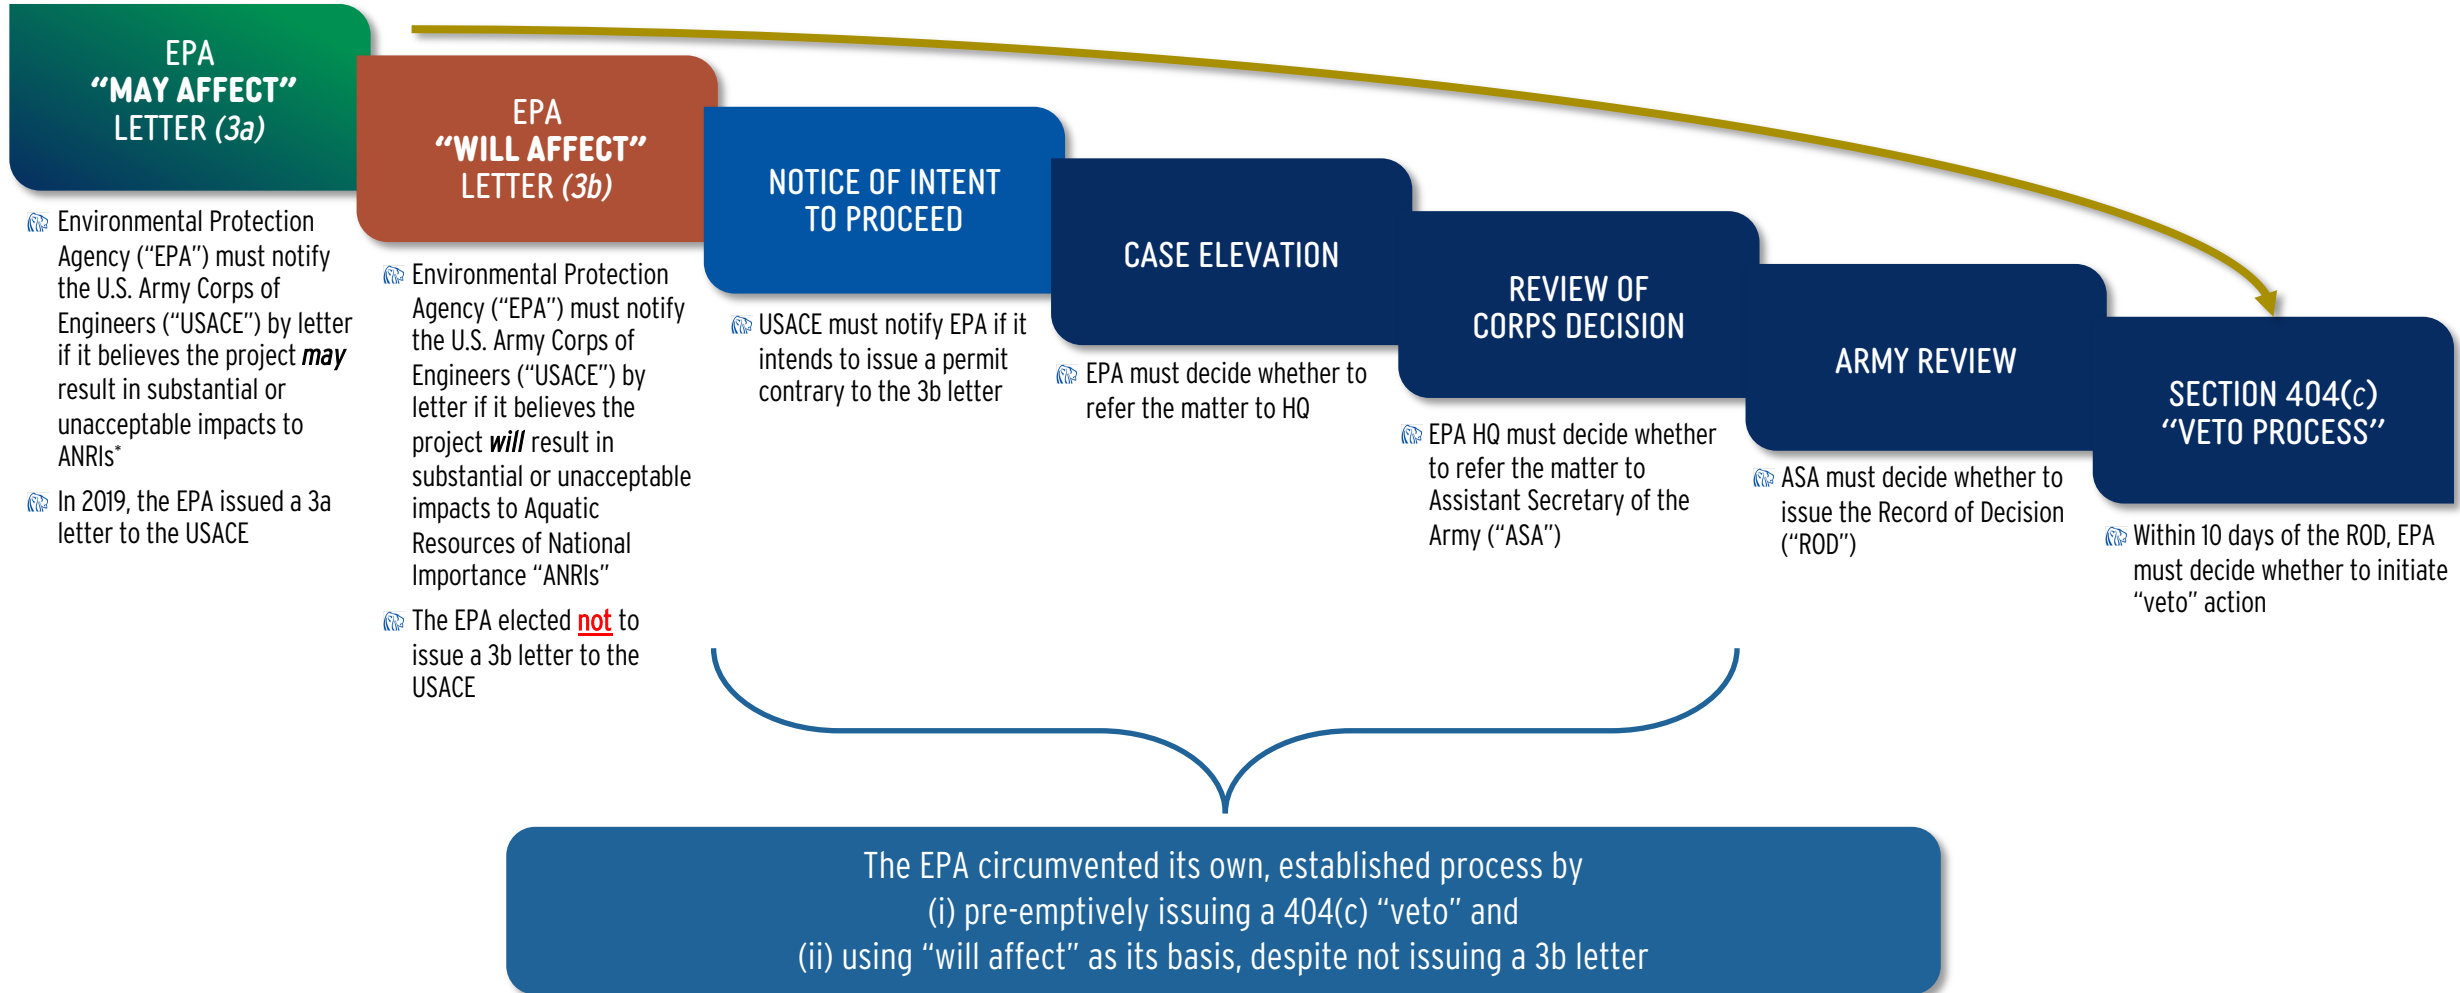 EPA
“MAY AFFECT”
LETTER (3a)
Environmental Protection
Agency (“EPA”) must notify
the U.S. Army Corps of
Engineers (“USACE”) by letter
if it believes the project may
result in substantial or
unacceptable impacts to
ANRIs*
In 2019, the EPA issued a 3a
letter to the USACE
EPA
“WILL AFFECT”
LETTER (3b)
Environmental Protection
Agency (“EPA”) must notify
the U.S. Army Corps of
Engineers (“USACE”) by
letter if it believes the
project will result in
substantial or unacceptable
impacts to Aquatic
Resources of National
Importance “ANRIs”
The EPA elected not to
issue a 3b letter to the
USACE
NOTICE OF INTENT
TO PROCEED
USACE must notify EPA if it
intends to issue a permit
contrary to the 3b letter
CASE ELEVATION
EPA must decide whether to
refer the matter to HQ
REVIEW OF
CORPS DECISION
EPA HQ must decide whether
to refer the matter to
Assistant Secretary of the
Army (“ASA”)
ARMY REVIEW
ASA must decide whether to
issue the Record of Decision
(“ROD”)
SECTION 404(c)
“VETO PROCESS”
Within 10 days of the ROD, EPA
must decide whether to initiate
“veto” action
The EPA circumvented its own, established process by
(i) pre-emptively issuing a 404(c) “veto” and
(ii) using “will affect” as its basis, despite not issuing a 3b letter